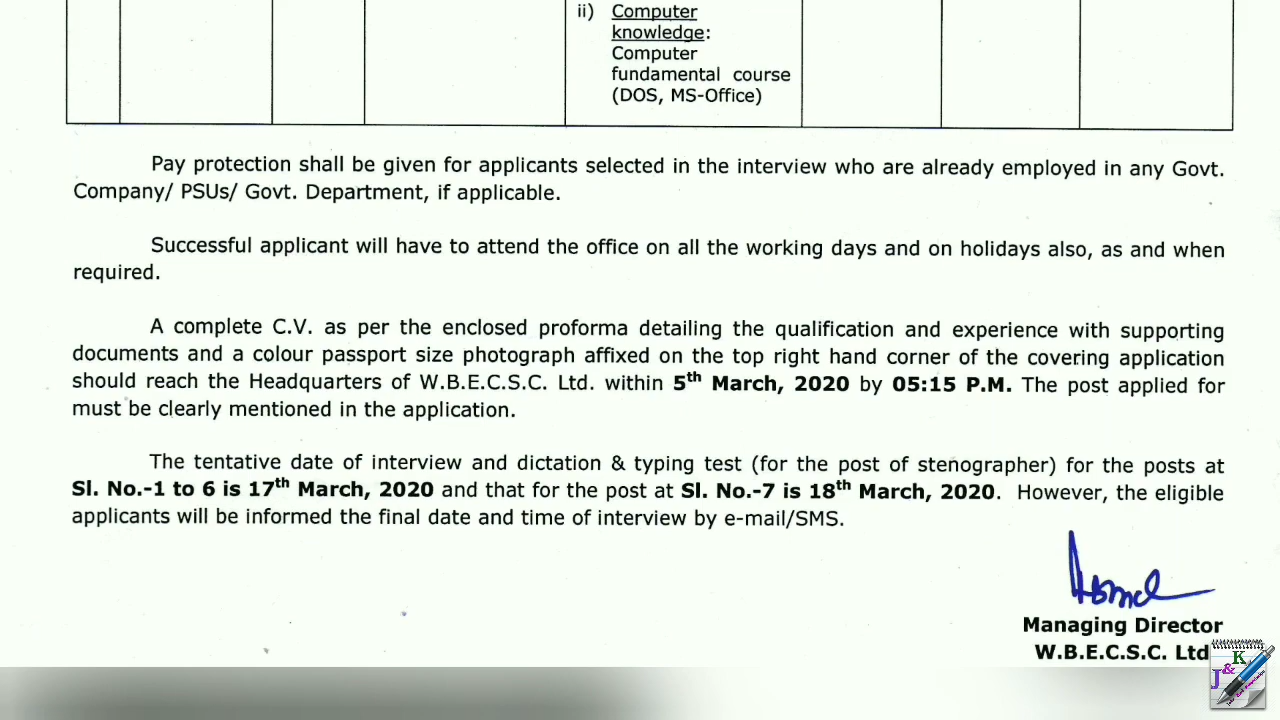 ii) Computer
knowledge:
Computer
fundamental course
(DOS, MS-Office)
Pay protection shall be given for applicants selected in the interview who are already employed in any Govt.
Company/ PSUs/ Govt. Department, if applicable.
Successful applicant will have to attend the office on all the working days and on holidays also, as and when
required.
A complete C.V. as per the enclosed proforma detailing the qualification and experience with supporting
documents and a colour passport size photograph affixed on the top right hand corner of the covering application
should reach the Headquarters of W.B.E.C.S.C. Ltd. within 5th March, 2020 by 05:15 P.M. The post applied for
must be clearly mentioned in the application.
The tentative date of interview and dictation & typing test (for the post of stenographer) for the posts at
Sl. No.-1 to 6 is 17th March, 2020 and that for the post at Sl. No.-7 is 18th March, 2020. However, the eligible
applicants will be informed the final date and time of interview by e-mail/SMS.
Managing Director
W.B.E.C.S.C. Ltd
J&K